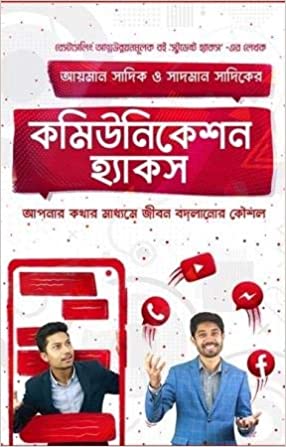 বেস্টসেলিং আত্মউন্নয়নমূলক বই 'স্টুডেন্ট হ্যাকস' -এর লেখক
আয়মান সাদিক ও সাদমান সাদিকের
কমিউনিকেশন
হ্যাকস
আপনার কথার মাধ্যমে জীবন বদলানোর কৌশল